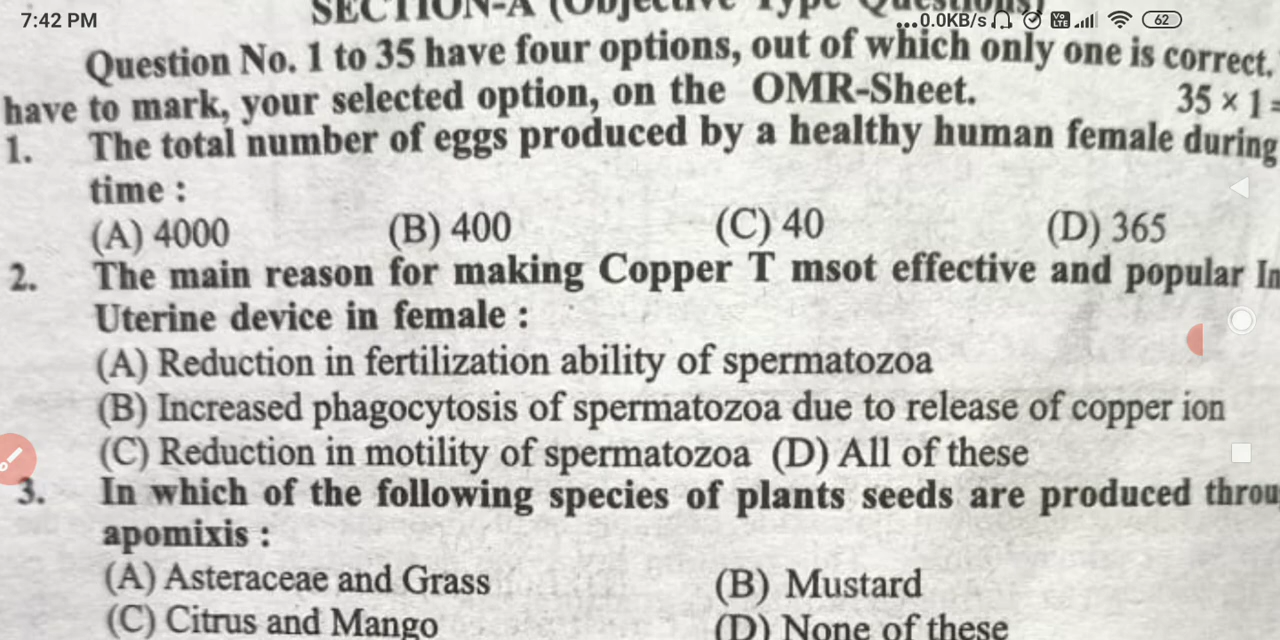 7:42 PM
...0.0KB/s
Vo
LTE
62
SECTION-A (Objective Type Questions)
Question No. 1 to 35 have four options, out of which only one is correct.
have to mark, your selected option, on the OMR-Sheet. 35 × 1 =
1. The total number of eggs produced by a healthy human female during
time :
(A) 4000 (B) 400 (C) 40 (D) 365
2. The main reason for making Copper T msot effective and popular In
Uterine device in female :
(A) Reduction in fertilization ability of spermatozoa
(B) Increased phagocytosis of spermatozoa due to release of copper ion
(C) Reduction in motility of spermatozoa (D) All of these
3. In which of the following species of plants seeds are produced throu
apomixis :
(A) Asteraceae and Grass (B) Mustard
(C) Citrus and Mango (D) None of these